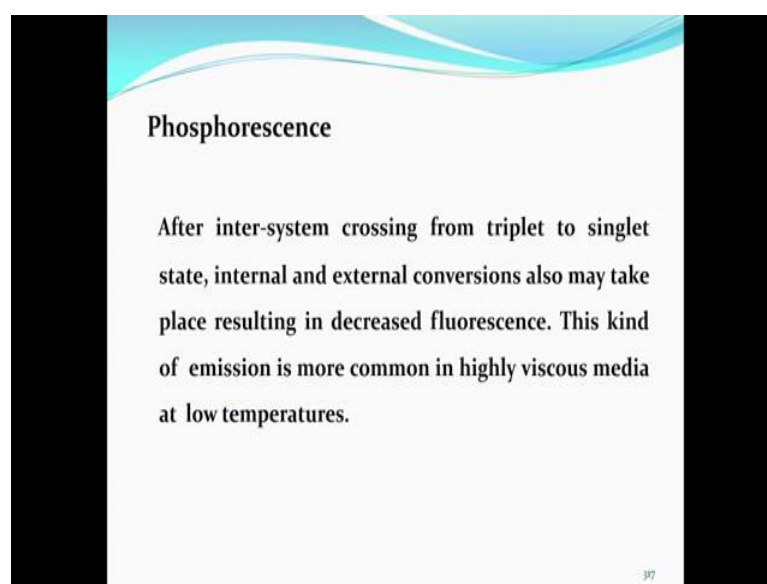 Phosphorescence
After inter-system crossing from triplet to singlet
state, internal and external conversions also may take
place resulting in decreased fluorescence. This kind
of emission is more common in highly viscous media
at low temperatures.
317